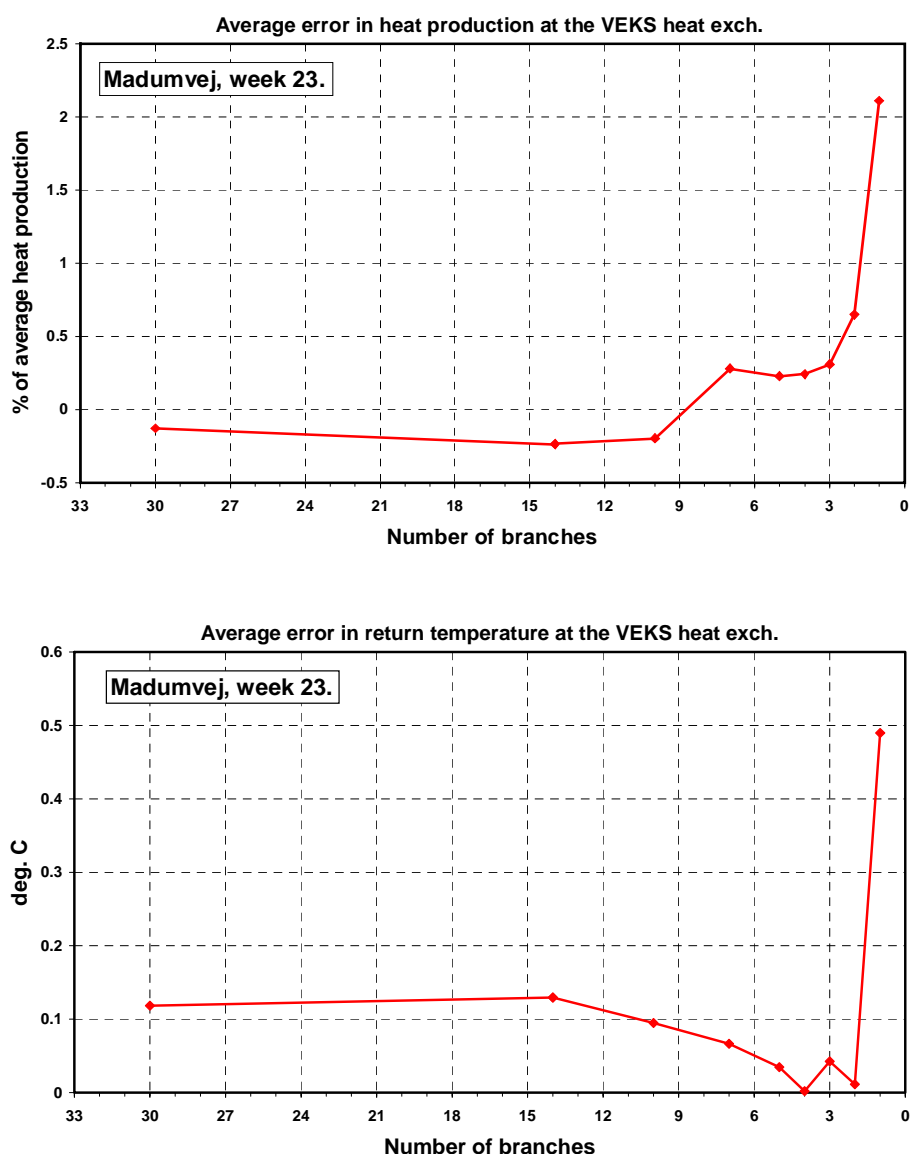 Average error in heat production at the VEKS heat exch.
2.5
Madumvej, week 23.
2
1.5
1
0.5
0
-0.5
% of average heat production
33 30 27 24 21 18 15 12 9 6 3 0
Number of branches
Average error in return temperature at the VEKS heat exch.
0.6
Madumvej, week 23.
0.5
0.4
0.3
0.2
0.1
0
deg. C
33 30 27 24 21 18 15 12 9 6 3 0
Number of branches